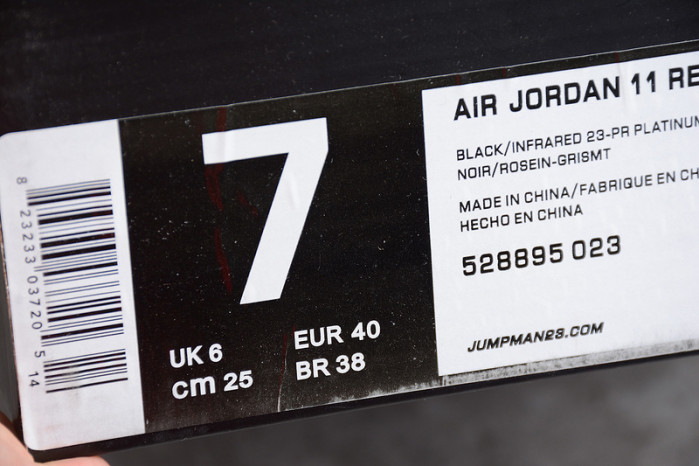 8 23233 03720 5 14
7
UK 6
cm 25
EUR 40
BR 38
AIR JORDAN 11 RE
BLACK/INFRARED 23-PR PLATINUM
NOIR/ROSEIN-GRISMT
MADE IN CHINA/FABRIQUE EN CH
HECHO EN CHINA
528895 023
JUMPMAN23.COM